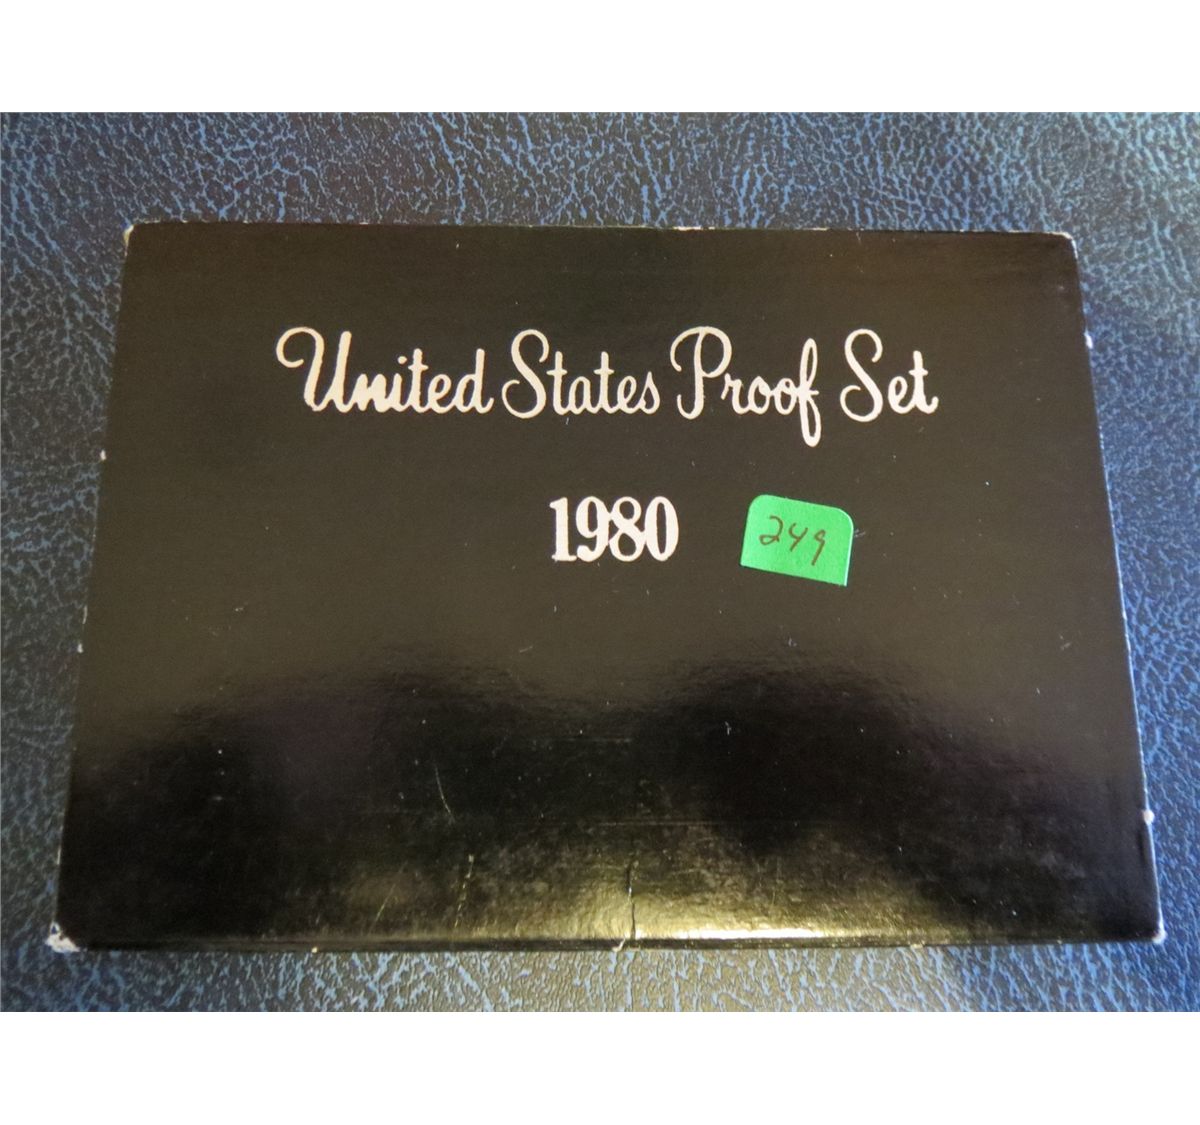 United States Proof Set
1980
249